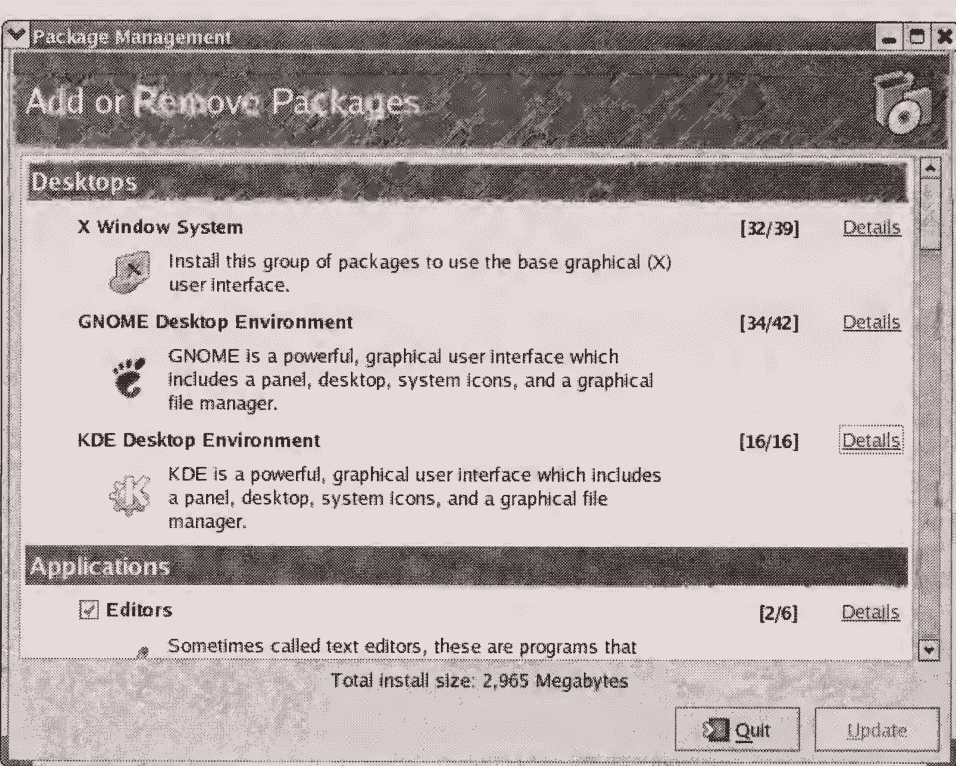 Package Management
Add or Remove Packages
Desktops
X Window System [32/39] Details
Install this group of packages to use the base graphical (X)
user interface.
GNOME Desktop Environment [34/42] Details
GNOME is a powerful, graphical user interface which
includes a panel, desktop, system icons, and a graphical
file manager.
KDE Desktop Environment [16/16] Details
KDE is a powerful, graphical user interface which includes
a panel, desktop, system icons, and a graphical file
manager.
Applications
Editors [2/6] Details
Sometimes called text editors, these are programs that
Total install size: 2,965 Megabytes
Quit Update